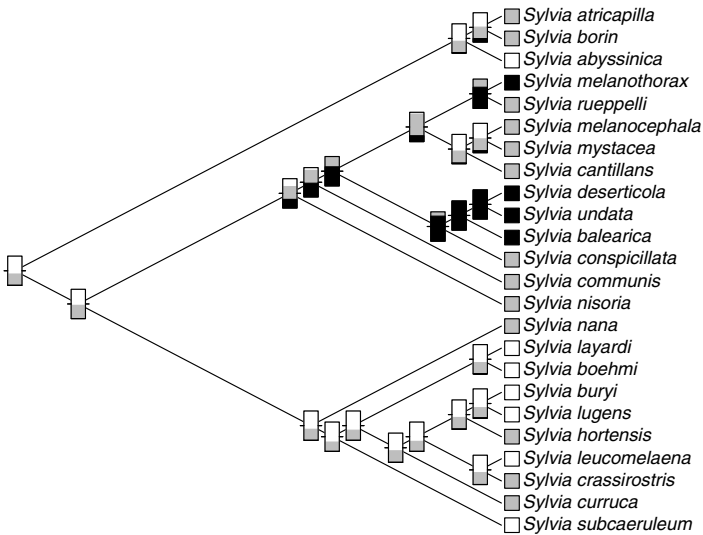 Sylvia atricapilla
Sylvia borin
Sylvia abyssinica
Sylvia melanothorax
Sylvia rueppelli
Sylvia melanocephala
Sylvia mystacea
Sylvia cantillans
Sylvia deserticola
Sylvia undata
Sylvia balearica
Sylvia conspicillata
Sylvia communis
Sylvia nisoria
Sylvia nana
Sylvia layardi
Sylvia boehmi
Sylvia buryi
Sylvia lugens
Sylvia hortensis
Sylvia leucomelaena
Sylvia crassirostris
Sylvia curruca
Sylvia subcaeruleum